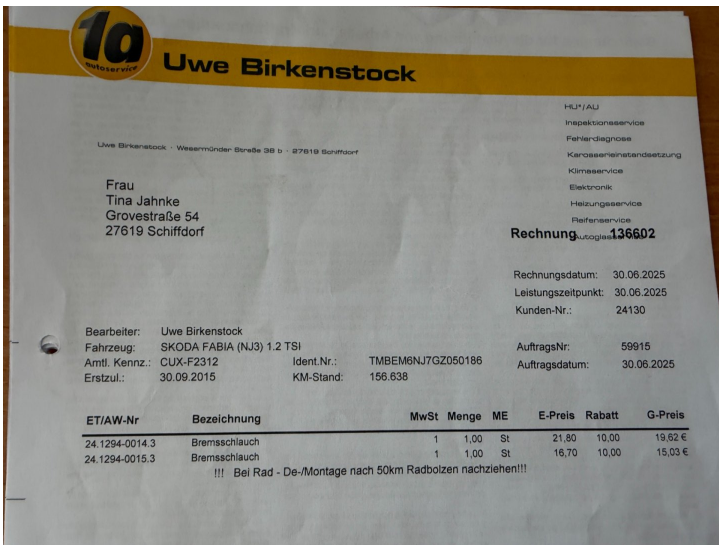 1a
autoservice
Uwe Birkenstock
HU*/AU
Inspektionsservice
Fehlerdiagnose
Karosserieinstandsetzung
Klimaservice
Elektronik
Heizungsservice
Reifenservice
Uwe Birkenstock · Wesermünder Straße 38 b · 27619 Schiffdorf
Frau
Tina Jahnke
Grovestraße 54
27619 Schiffdorf
Rechnung 136602
Rechnungsdatum: 30.06.2025
Leistungszeitpunkt: 30.06.2025
Kunden-Nr.: 24130
Bearbeiter: Uwe Birkenstock
Fahrzeug: SKODA FABIA (NJ3) 1.2 TSI
Amtl. Kennz.: CUX-F2312 Ident.Nr.: TMBEM6NJ7GZ050186
Erstzul.: 30.09.2015 KM-Stand: 156.638
AuftragsNr: 59915
Auftragsdatum: 30.06.2025
ET/AW-Nr Bezeichnung MwSt Menge ME E-Preis Rabatt G-Preis
24.1294-0014.3 Bremsschlauch 1 1,00 St 21,80 10,00 19,62 €
24.1294-0015.3 Bremsschlauch 1 1,00 St 16,70 10,00 15,03 €
!!! Bei Rad - De-/Montage nach 50km Radbolzen nachziehen!!!